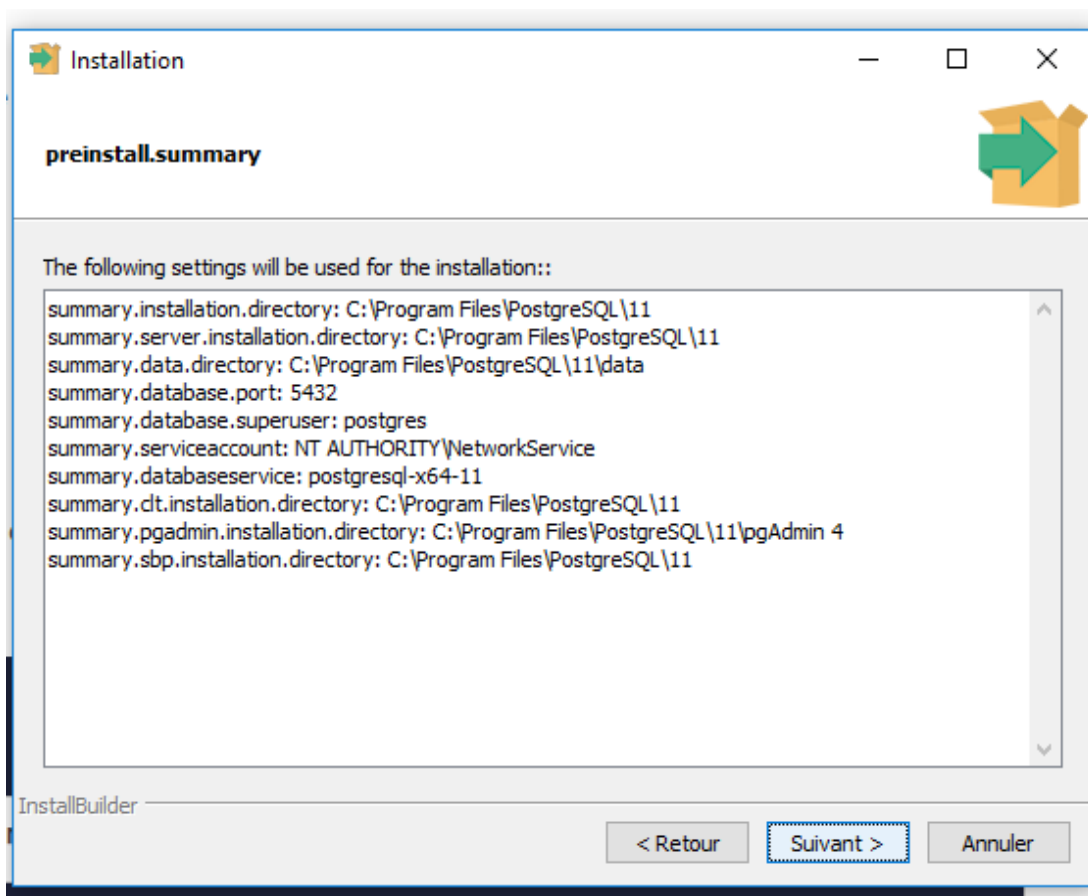 Installation
preinstall.summary
The following settings will be used for the installation::
summary.installation.directory: C:\Program Files\PostgreSQL\11
summary.server.installation.directory: C:\Program Files\PostgreSQL\11
summary.data.directory: C:\Program Files\PostgreSQL\11\data
summary.database.port: 5432
summary.database.superuser: postgres
summary.serviceaccount: NT AUTHORITY\NetworkService
summary.databaseservice: postgresql-x64-11
summary.clt.installation.directory: C:\Program Files\PostgreSQL\11
summary.pgadmin.installation.directory: C:\Program Files\PostgreSQL\11\pgAdmin 4
summary.sbp.installation.directory: C:\Program Files\PostgreSQL\11
InstallBuilder
< Retour Suivant > Annuler